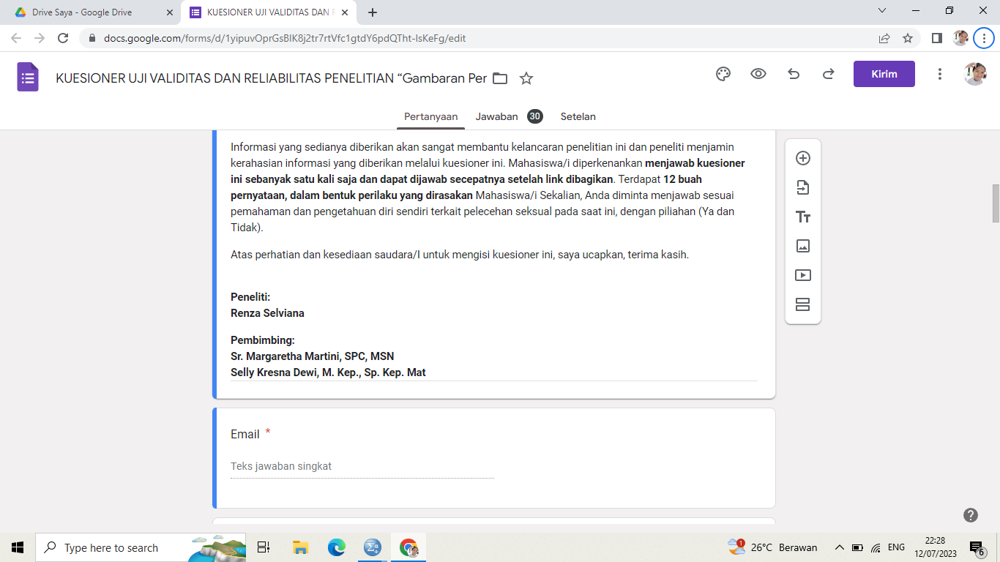 Drive Saya - Google Drive
KUESIONER UJI VALIDITAS DAN
docs.google.com/forms/d/1yipuvOprGsBlK8j2tr7rtVfc1gtdY6pdQTht-lsKeFg/edit
KUESIONER UJI VALIDITAS DAN RELIABILITAS PENELITIAN “Gambaran Per
Kirim
Pertanyaan
Jawaban 30
Setelan
Informasi yang sedianya diberikan akan sangat membantu kelancaran penelitian ini dan peneliti menjamin
kerahasian informasi yang diberikan melalui kuesioner ini. Mahasiswa/i diperkenankan menjawab kuesioner
ini sebanyak satu kali saja dan dapat dijawab secepatnya setelah link dibagikan. Terdapat 12 buah
pernyataan, dalam bentuk perilaku yang dirasakan Mahasiswa/i Sekalian, Anda diminta menjawab sesuai
pemahaman dan pengetahuan diri sendiri terkait pelecehan seksual pada saat ini, dengan piliahan (Ya dan
Tidak).
Atas perhatian dan kesediaan saudara/I untuk mengisi kuesioner ini, saya ucapkan, terima kasih.
Peneliti:
Renza Selviana
Pembimbing:
Sr. Margaretha Martini, SPC, MSN
Selly Kresna Dewi, M. Kep., Sp. Kep. Mat
Email *
Teks jawaban singkat
Type here to search
1
26°C Berawan
ENG
22:28
12/07/2023
6